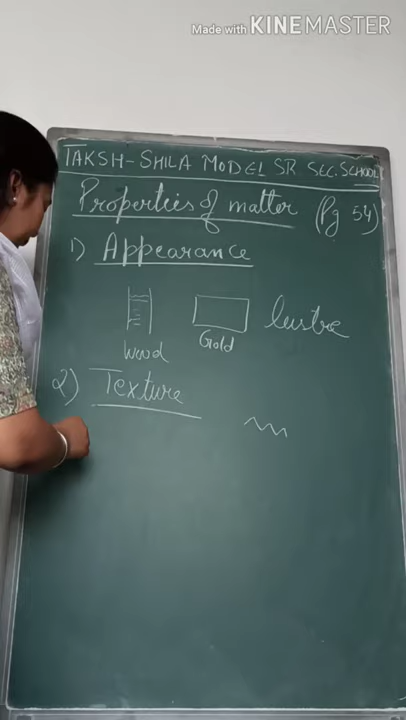 Made with KINEMASTER
TAKSH-SHILA MODEL SR SEC. SCHOOL
Properties of matter (Pg 54)
1) Appearance
lustre
Wood Gold
2) Texture